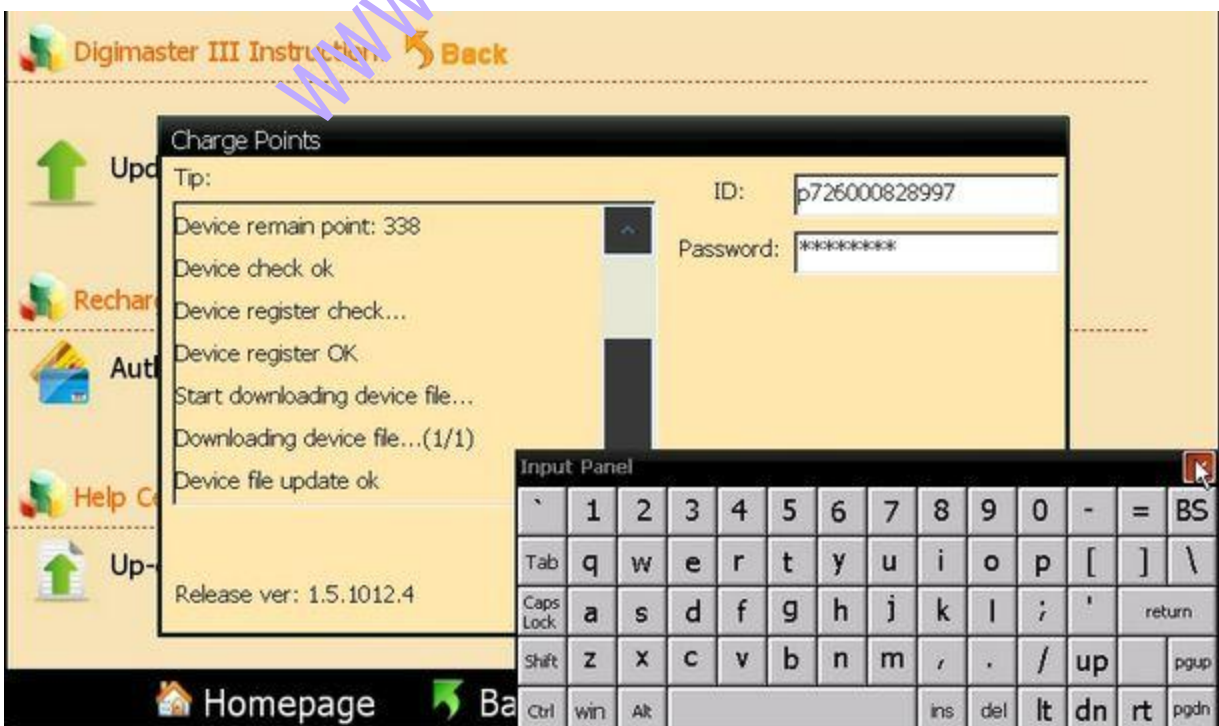 www
Digimaster III Instruction Back
Charge Points
Upd
Tip:
ID: p726000828997
Device remain point: 338
Password: *********
Device check ok
Rechar
Device register check...
Device register OK
Aut
Start downloading device file...
Downloading device file...(1/1)
Input Panel
Device file update ok
Help C
` 1 2 3 4 5 6 7 8 9 0 - = BS
Up-
Tab q w e r t y u i o p [ ] \
Release ver: 1.5.1012.4
Caps Lock a s d f g h j k l ; ' return
Shift z x c v b n m , . / up pgup
Homepage Ba
Ctrl win Alt ins del lt dn rt pgdn